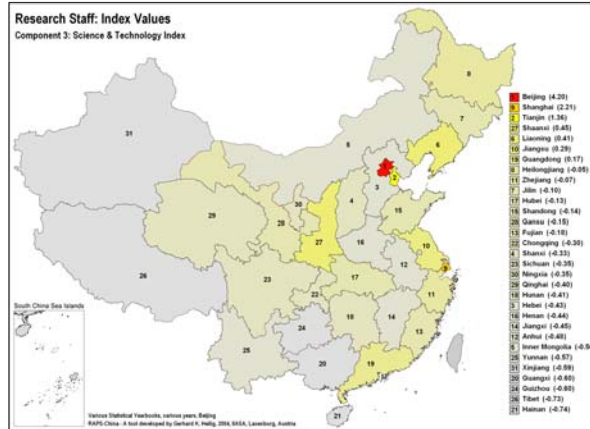 Research Staff: Index Values
Component 3: Science & Technology Index
Beijing (4.20)
Shanghai (2.21)
2 Tianjin (1.36)
27 Shaanxi (0.45)
6 Liaoning (0.41)
10 Jiangsu (0.29)
19 Guangdong (0.17)
8 Heilongjiang (-0.05)
11 Zhejiang (-0.07)
7 Jilin (-0.10)
17 Hubei (-0.13)
15 Shandong (-0.14)
28 Gansu (-0.15)
13 Fujian (-0.18)
22 Chongqing (-0.30)
4 Shanxi (-0.33)
23 Sichuan (-0.35)
30 Ningxia (-0.35)
29 Qinghai (-0.40)
18 Hunan (-0.41)
3 Hebei (-0.43)
16 Henan (-0.44)
14 Jiangxi (-0.45)
12 Anhui (-0.48)
Inner Mongolia
25 Yunnan (-0.57)
31 Xinjiang (-0.59)
20 Guangxi (-0.60)
24 Guizhou (-0.60)
26 Tibet (-0.73)
21 Hainan (-0.74)
8
7
31
6
2
3
4
30
29
28
15
27
16
10
26
12
23
17
22
11
18
14
24
13
25
20
19
21
South China Sea Islands
Various Statistical Yearbooks, various years, Beijing
RAPS-China - A tool developed by Gerhard K. Heilig, 2004, IIASA, Laxenburg, Austria